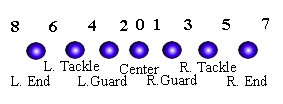 8 6 4 2 0 1 3 5 7
L. Tackle Center R. Tackle
L. End L.Guard R.Guard R. End